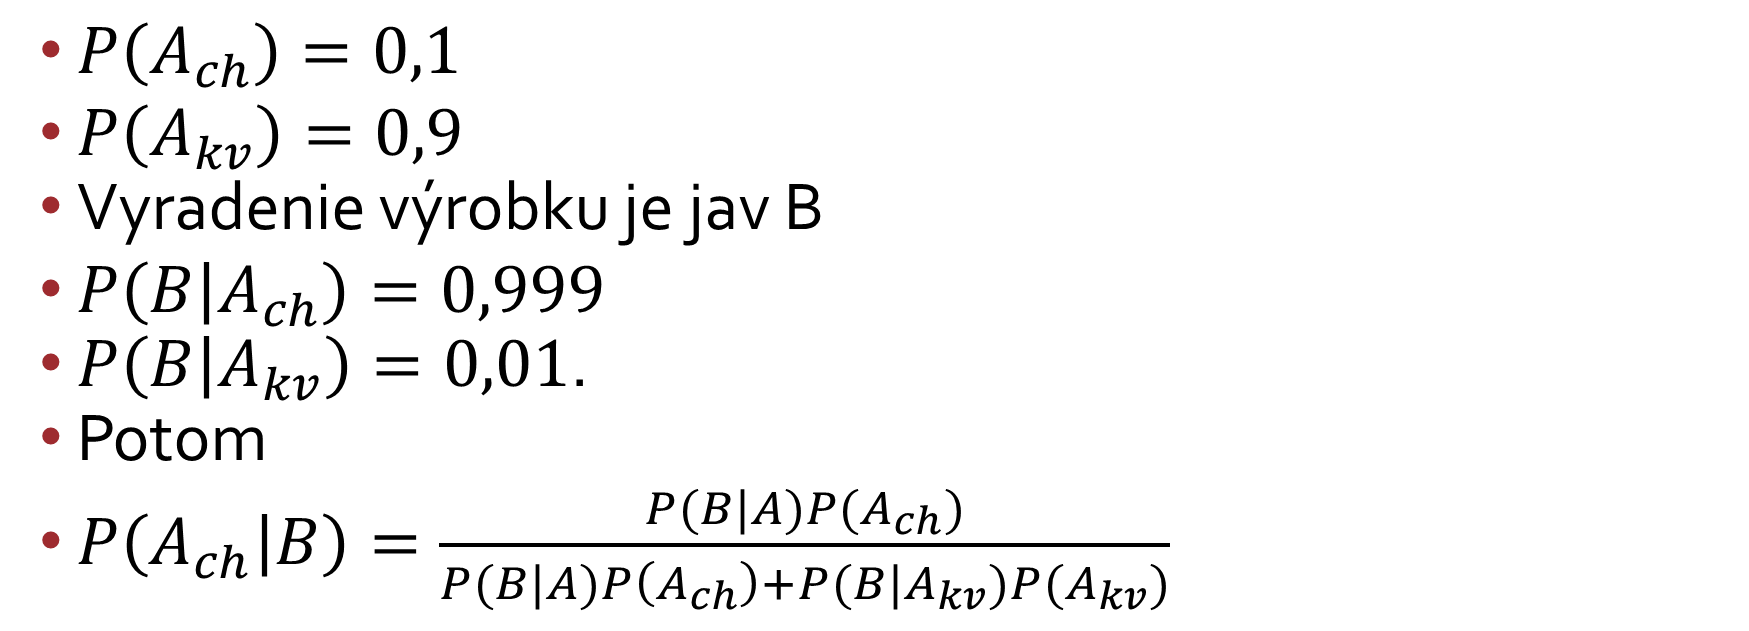 • P(A_ch) = 0,1
• P(A_kv) = 0,9
• Vyradenie výrobku je jav B
• P(B|A_ch) = 0,999
• P(B|A_kv) = 0,01.
• Potom
• P(A_ch|B) = \frac{P(B|A)P(A_ch)}{P(B|A)P(A_ch)+P(B|A_kv)P(A_kv)}